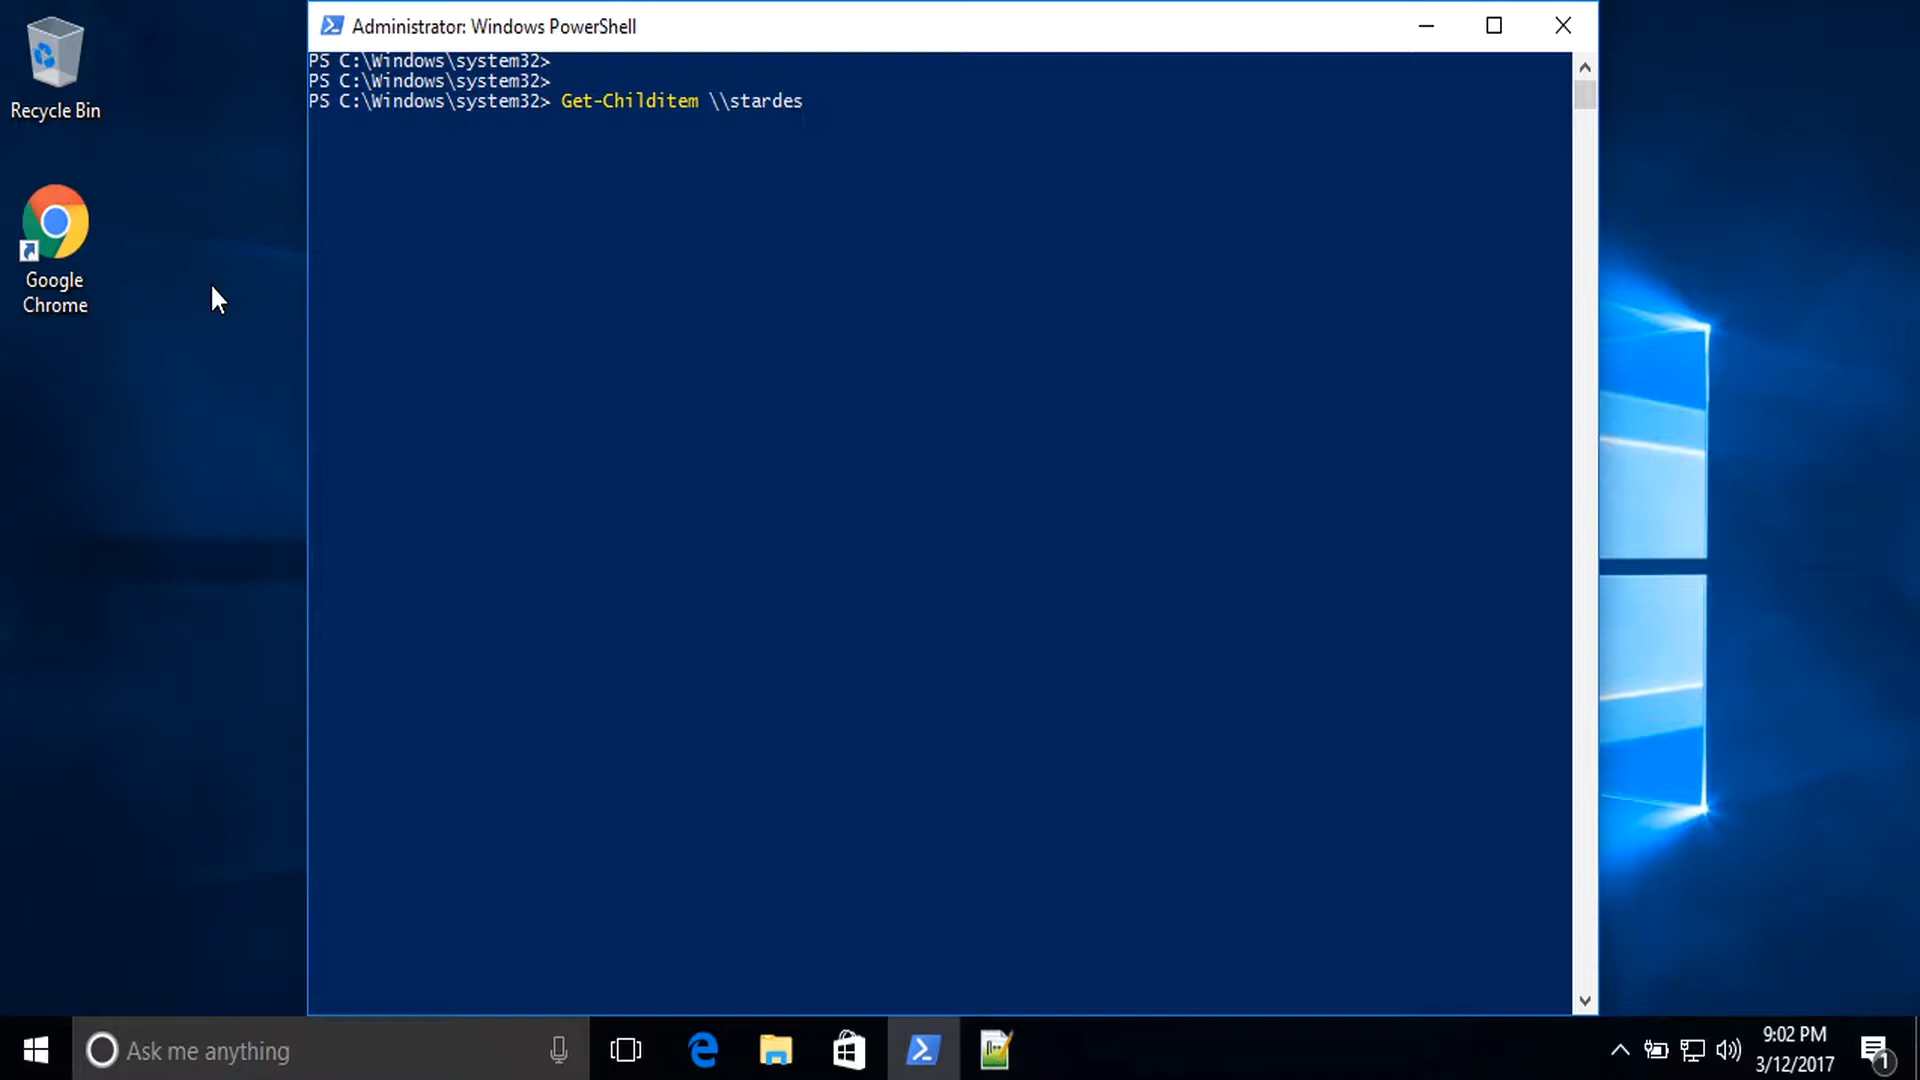 Recycle Bin
Google
Chrome
Administrator: Windows PowerShell
PS C:\Windows\system32>
PS C:\Windows\system32>
PS C:\Windows\system32> Get-Childitem \\stardes
Ask me anything
9:02 PM
3/12/2017
1